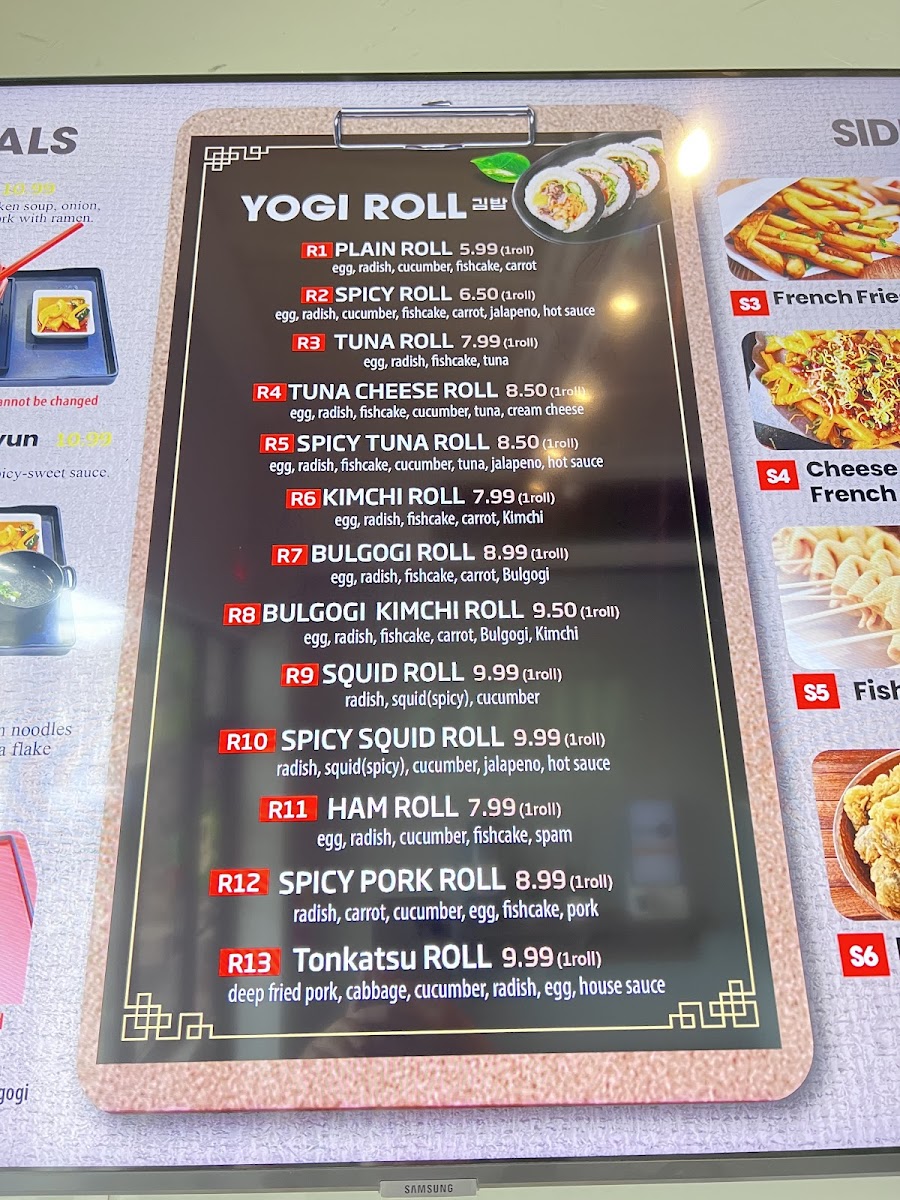 ALS
10.99
ken soup, onion,
ork with ramen.
annot be changed
yun 10.99
picy-sweet sauce.
noodles
a flake
gogi
YOGI ROLL 김밥
R1 PLAIN ROLL 5.99 (1roll)
egg, radish, cucumber, fishcake, carrot
R2 SPICY ROLL 6.50 (1roll)
egg, radish, cucumber, fishcake, carrot, jalapeno, hot sauce
R3 TUNA ROLL 7.99 (1roll)
egg, radish, fishcake, tuna
R4 TUNA CHEESE ROLL 8.50 (1roll)
egg, radish, fishcake, cucumber, tuna, cream cheese
R5 SPICY TUNA ROLL 8.50 (1roll)
egg, radish, fishcake, cucumber, tuna, jalapeno, hot sauce
R6 KIMCHI ROLL 7.99 (1roll)
egg, radish, fishcake, carrot, Kimchi
R7 BULGOGI ROLL 8.99 (1roll)
egg, radish, fishcake, carrot, Bulgogi
R8 BULGOGI KIMCHI ROLL 9.50 (1roll)
egg, radish, fishcake, carrot, Bulgogi, Kimchi
R9 SQUID ROLL 9.99 (1roll)
radish, squid(spicy), cucumber
R10 SPICY SQUID ROLL 9.99 (1roll)
radish, squid(spicy), cucumber, jalapeno, hot sauce
R11 HAM ROLL 7.99 (1roll)
egg, radish, cucumber, fishcake, spam
R12 SPICY PORK ROLL 8.99 (1roll)
radish, carrot, cucumber, egg, fishcake, pork
R13 Tonkatsu ROLL 9.99 (1roll)
deep fried pork, cabbage, cucumber, radish, egg, house sauce
SID
S3 French Frie
S4 Cheese
French
S5 Fish
S6
SAMSUNG